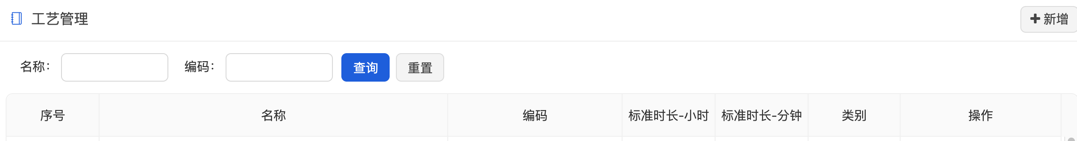 工艺管理 新增
名称： 编码： 查询 重置
序号 名称 编码 标准时长-小时 标准时长-分钟 类别 操作